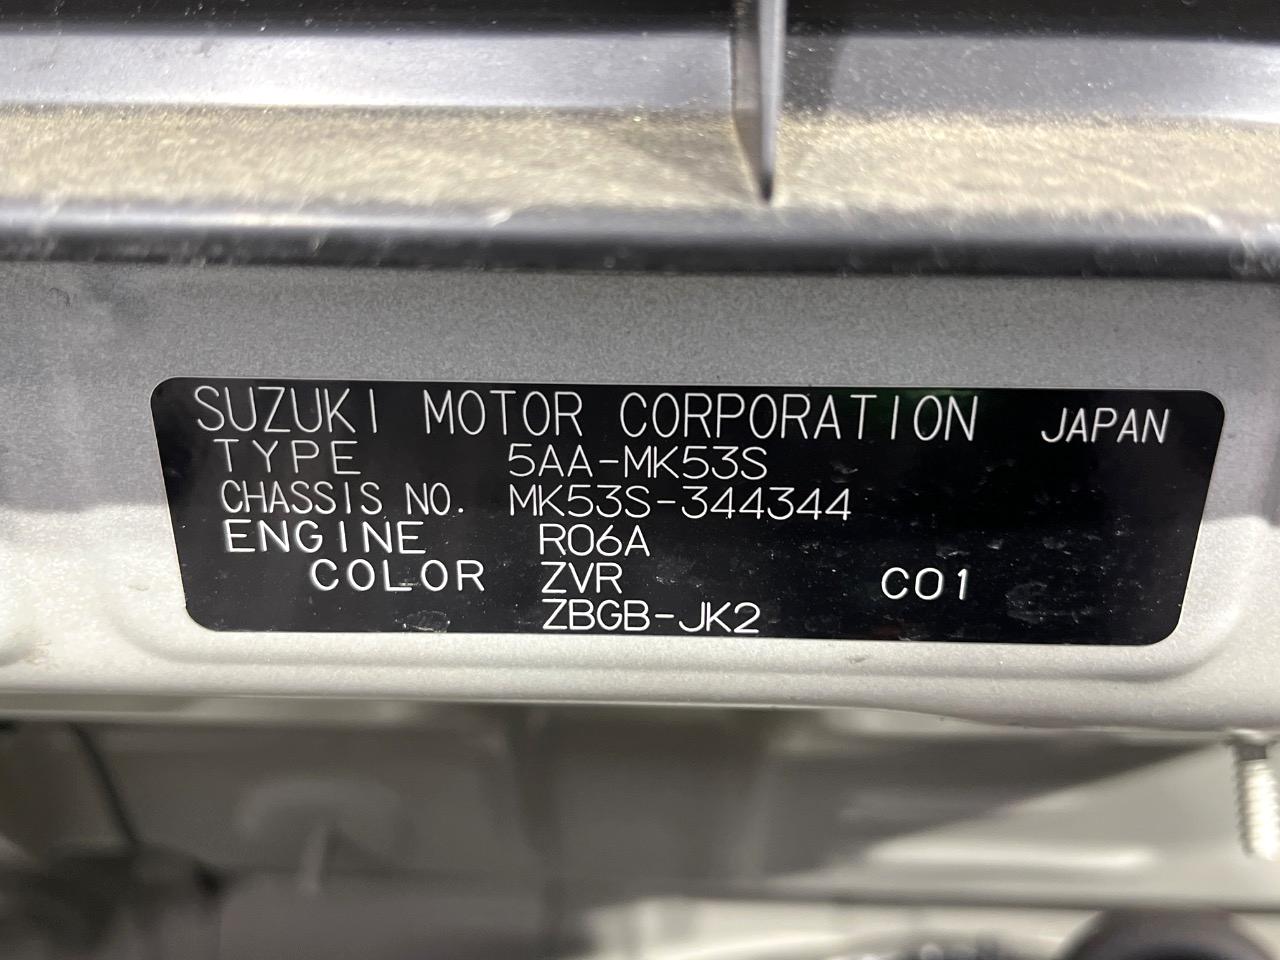 SUZUKI MOTOR CORPORATION JAPAN
TYPE 5AA-MK53S
CHASSIS NO. MK53S-344344
ENGINE R06A
COLOR ZVR C01
ZBGB-JK2